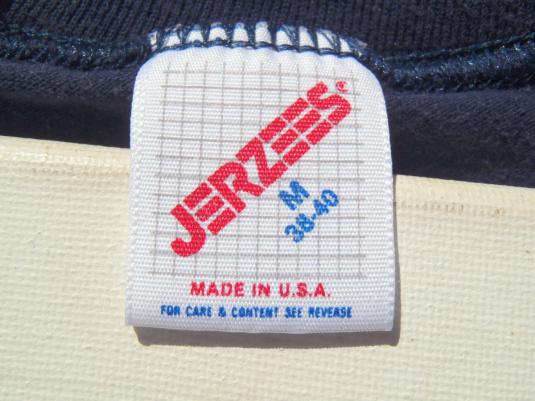 JERZEES®
M
38-40
MADE IN U.S.A.
FOR CARE & CONTENT SEE REVERSE